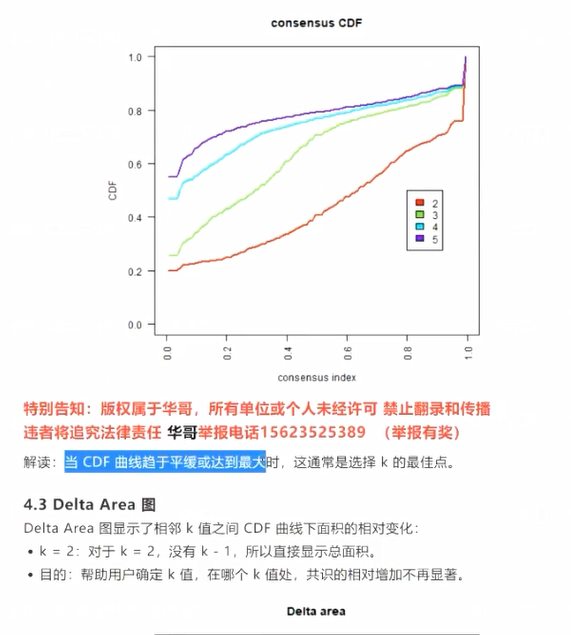 consensus CDF
1.0
0.8
0.6
0.4
0.2
0.0
CDF
2
3
4
5
0.0 0.2 0.4 0.6 0.8 1.0
consensus index
特别告知：版权属于华哥，所有单位或个人未经许可 禁止翻录和传播
违者将追究法律责任 华哥举报电话15623525389 （举报有奖）
解读：当 CDF 曲线趋于平缓或达到最大时，这通常是选择 k 的最佳点。
4.3 Delta Area 图
Delta Area 图显示了相邻 k 值之间 CDF 曲线下面积的相对变化：
• k = 2：对于 k = 2，没有 k - 1，所以直接显示总面积。
• 目的：帮助用户确定 k 值，在哪个 k 值处，共识的相对增加不再显著。
Delta area